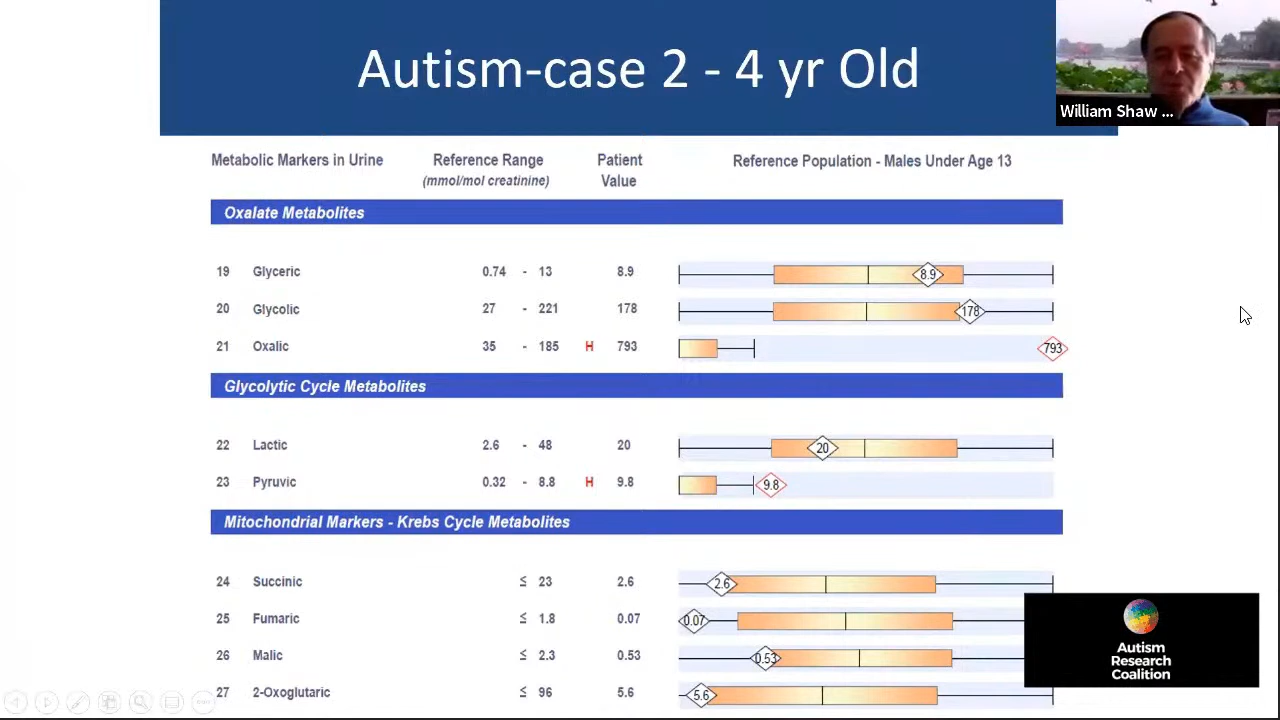 Autism-case 2 - 4 yr Old
William Shaw ...
Metabolic Markers in Urine Reference Range Patient Reference Population - Males Under Age 13
(mmol/mol creatinine) Value
Oxalate Metabolites
19 Glyceric 0.74 - 13 8.9 8.9
20 Glycolic 27 - 221 178 178
21 Oxalic 35 - 185 H 793 793
Glycolytic Cycle Metabolites
22 Lactic 2.6 - 48 20 20
23 Pyruvic 0.32 - 8.8 H 9.8 9.8
Mitochondrial Markers - Krebs Cycle Metabolites
24 Succinic ≤ 23 2.6 2.6
25 Fumaric ≤ 1.8 0.07 0.07
26 Malic ≤ 2.3 0.53 0.53
27 2-Oxoglutaric ≤ 96 5.6 5.6
Autism
Research
Coalition